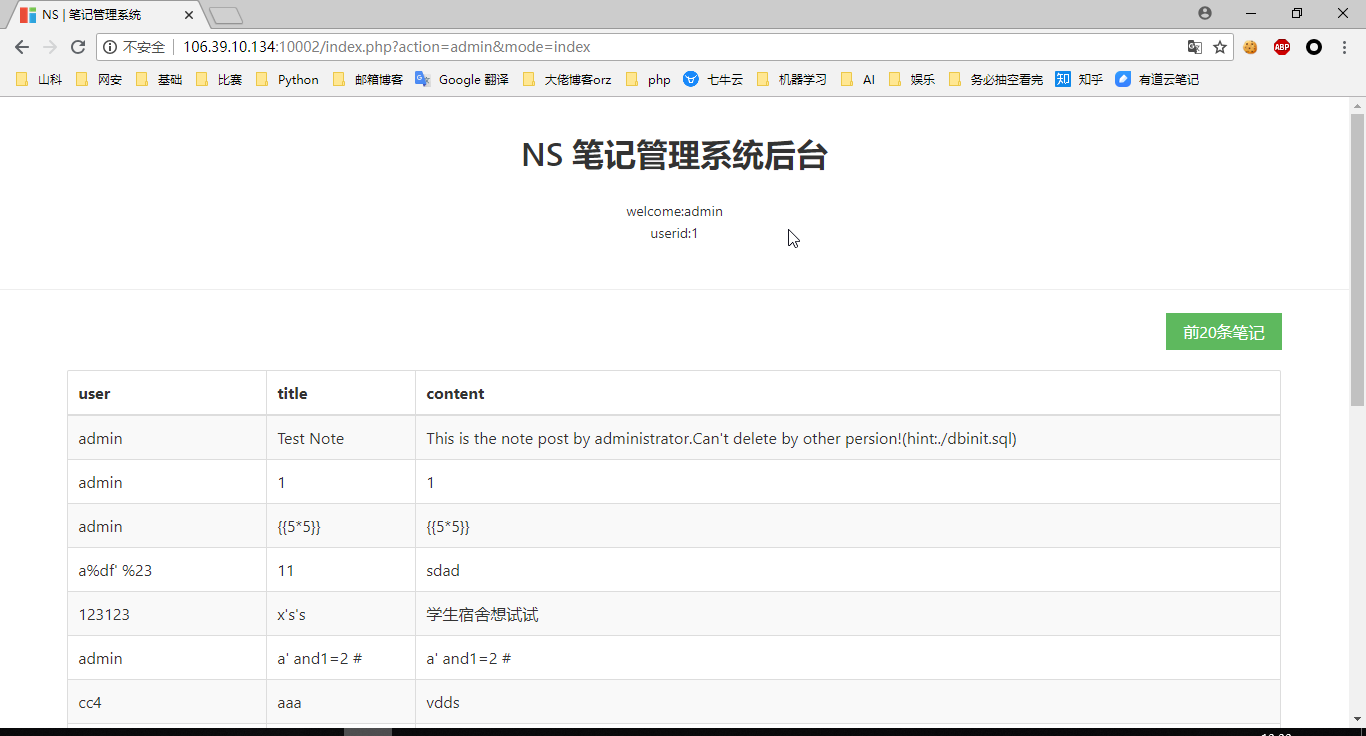 NS | 笔记管理系统
不安全 | 106.39.10.134:10002/index.php?action=admin&mode=index
ABP
山科 网安 基础 比赛 Python 邮箱博客 Google 翻译 大佬博客orz php 七牛云 机器学习 AI 娱乐 务必抽空看完 知 知乎 有道云笔记
NS 笔记管理系统后台
welcome:admin
userid:1
前20条笔记
user title content
admin Test Note This is the note post by administrator.Can't delete by other persion!(hint:./dbinit.sql)
admin 1 1
admin {{5*5}} {{5*5}}
a%df' %23 11 sdad
123123 x's's 学生宿舍想试试
admin a' and1=2 # a' and1=2 #
cc4 aaa vdds